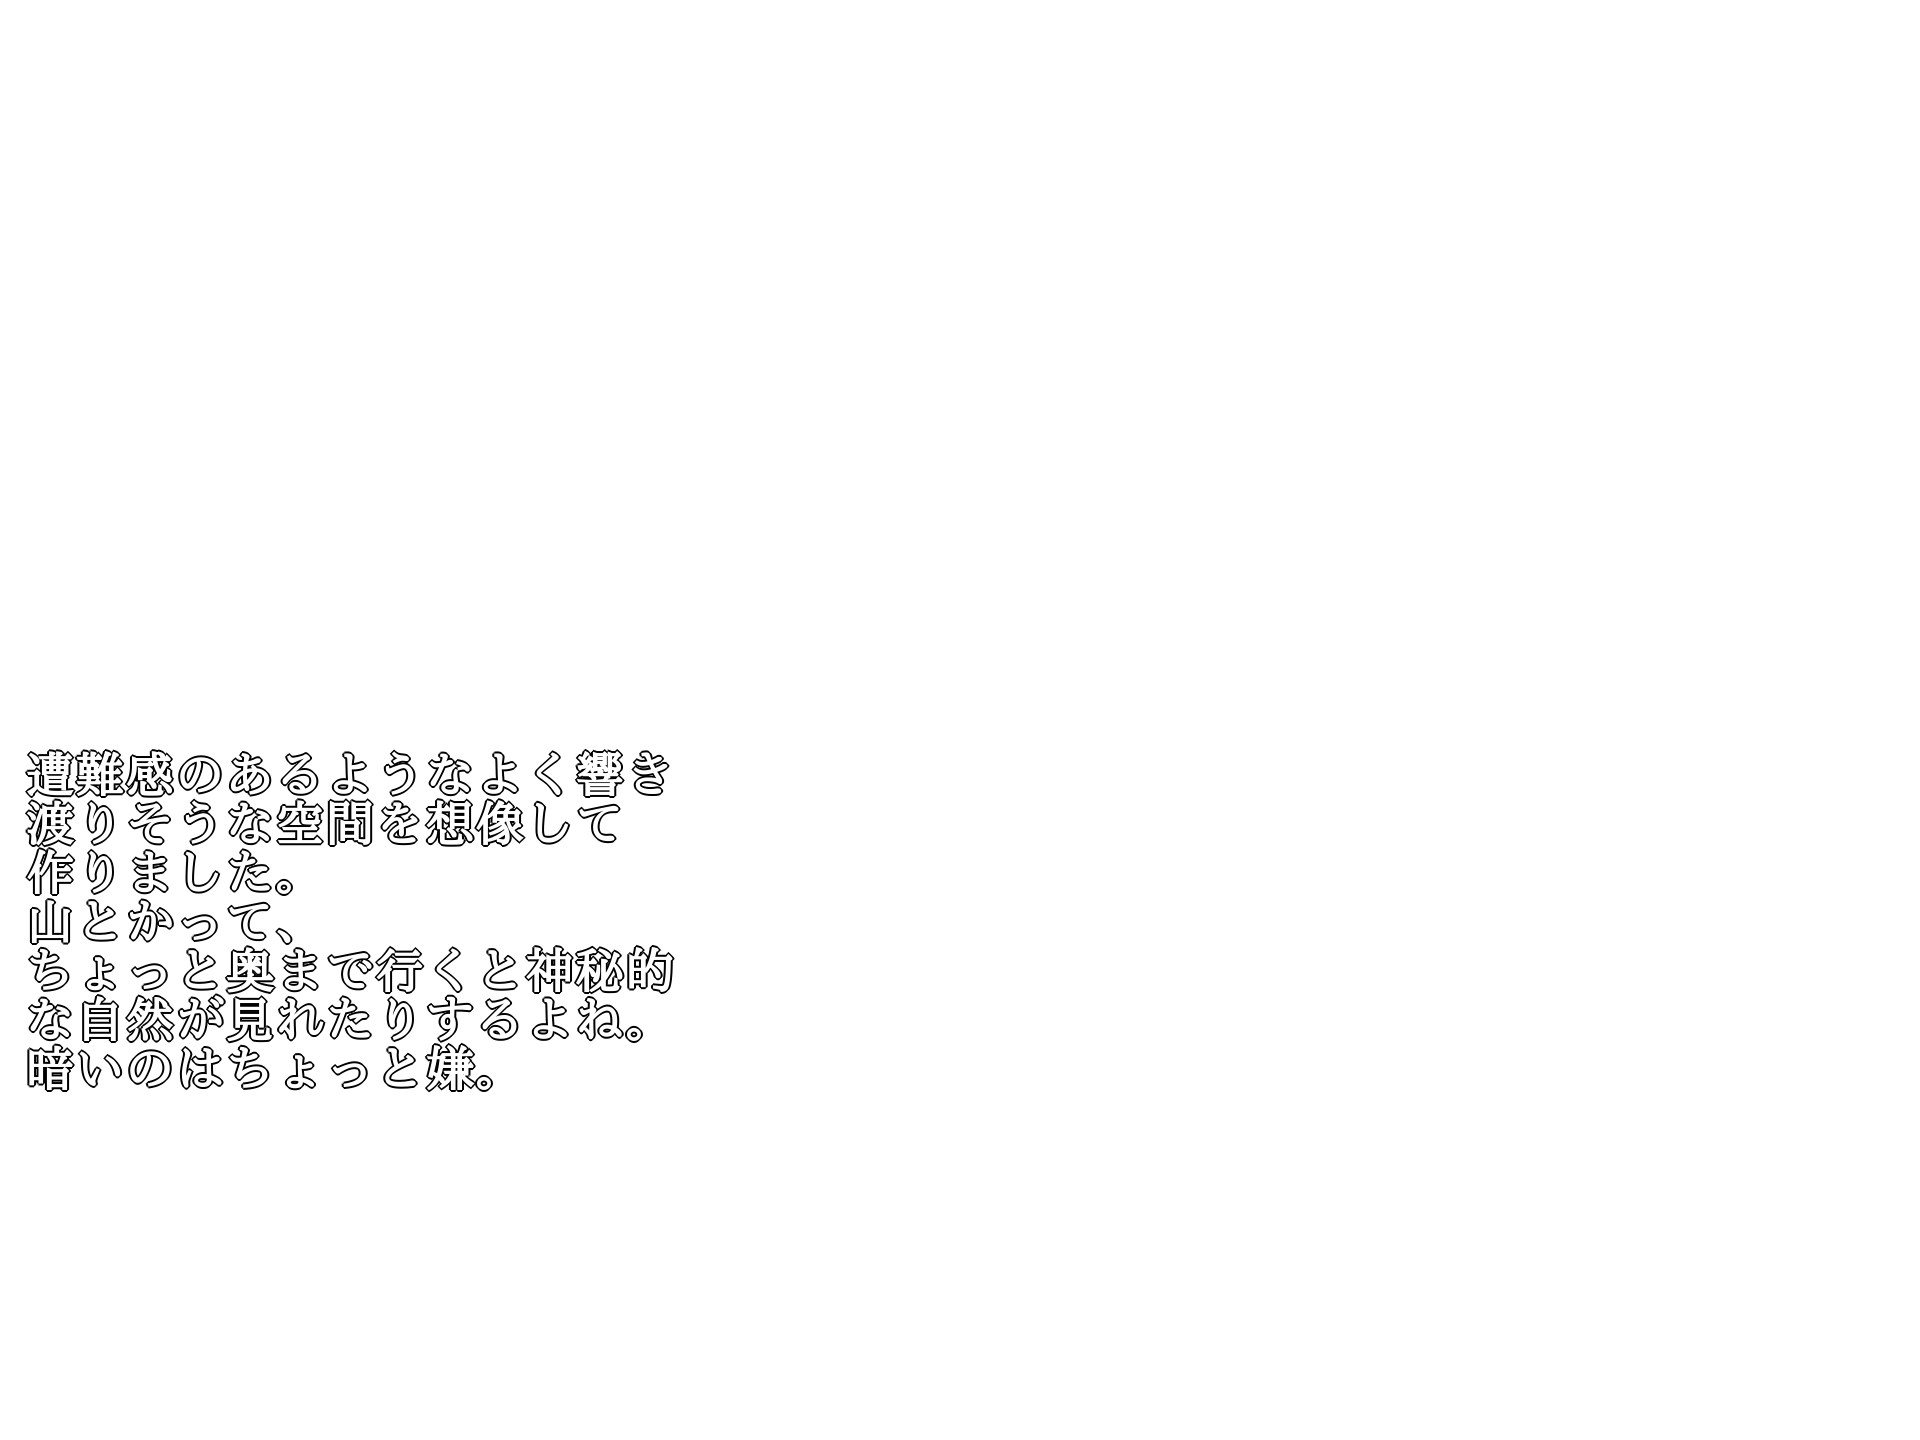 遭難感のあるようなよく響き
渡りそうな空間を想像して
作りました。
山とかって、
ちょっと奥まで行くと神秘的
な自然が見れたりするよね。
暗いのはちょっと嫌。